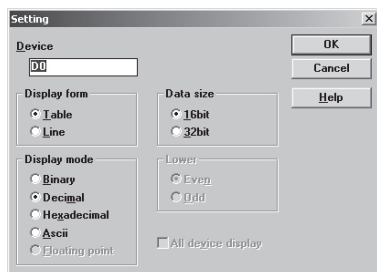 Setting
Device
D0
OK
Cancel
Help
Display form
Table
Line
Data size
16bit
32bit
Display mode
Binary
Decimal
Hexadecimal
Ascii
Floating point
Lower
Even
Odd
All device display